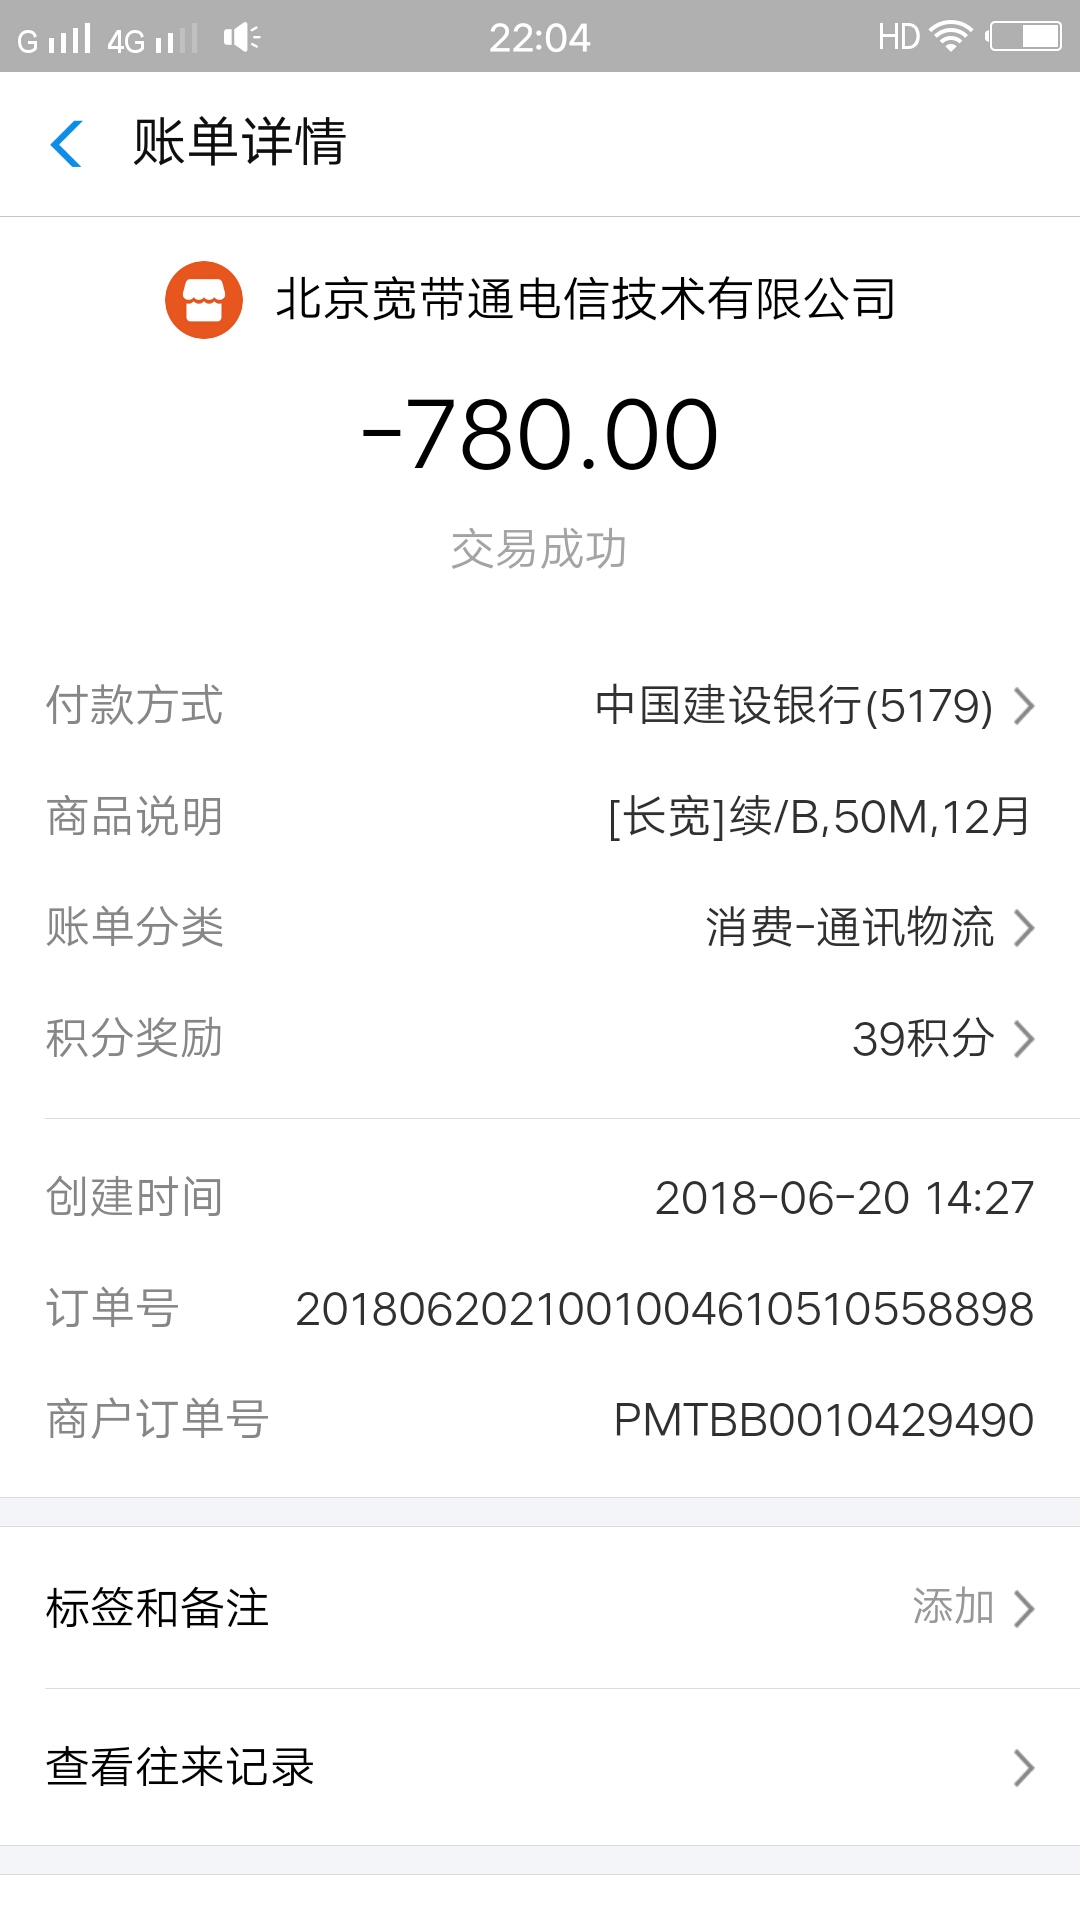 G 4G 22:04 HD
账单详情
北京宽带通电信技术有限公司
-780.00
交易成功
付款方式 中国建设银行(5179)
商品说明 [长宽]续/B,50M,12月
账单分类 消费-通讯物流
积分奖励 39积分
创建时间 2018-06-20 14:27
订单号 2018062021001004610510558898
商户订单号 PMTBB0010429490
标签和备注 添加
查看往来记录